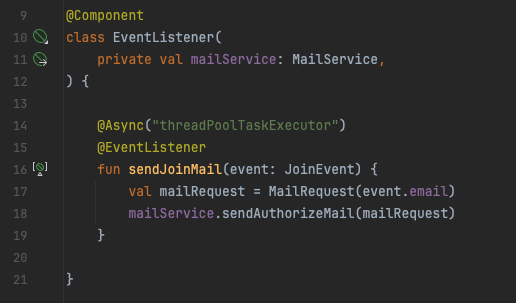 9 @Component
10 class EventListener(
11 private val mailService: MailService,
12 ) {
13
14 @Async("threadPoolTaskExecutor")
15 @EventListener
16 fun sendJoinMail(event: JoinEvent) {
17 val mailRequest = MailRequest(event.email)
18 mailService.sendAuthorizeMail(mailRequest)
19 }
20
21 }